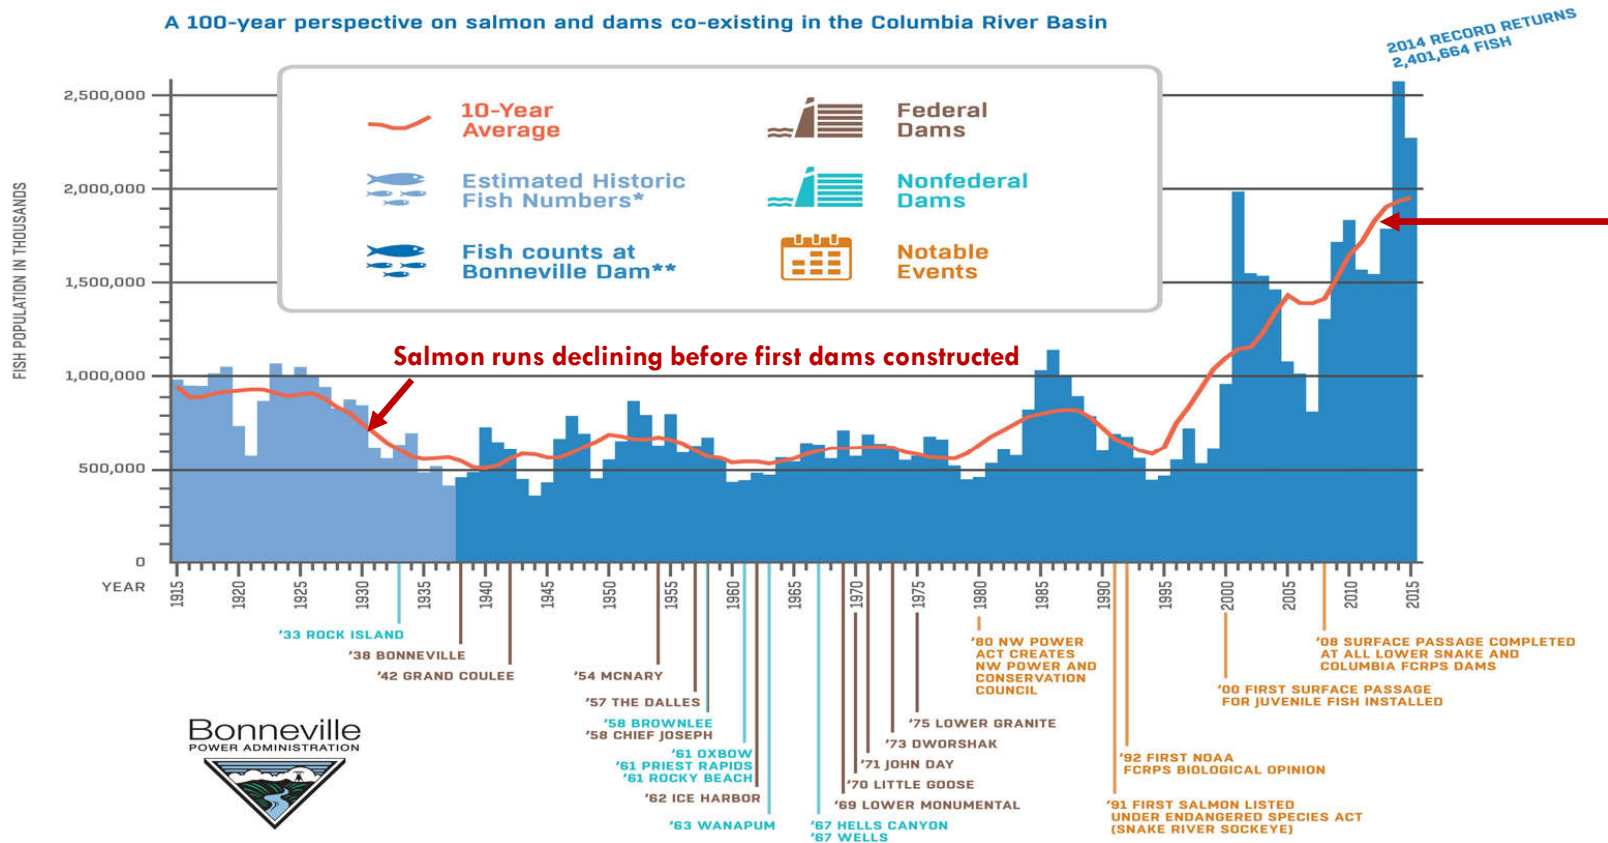 A 100-year perspective on salmon and dams co-existing in the Columbia River Basin
2014 RECORD RETURNS
2,401,664 FISH
10-Year
Average
Estimated Historic
Fish Numbers*
Fish counts at
Bonneville Dam**
Federal
Dams
Nonfederal
Dams
Notable
Events
FISH POPULATION IN THOUSANDS
2,500,000
2,000,000
1,500,000
1,000,000
500,000
0
Salmon runs declining before first dams constructed
YEAR
1915
1920
1925
1930
1935
1940
1945
1950
1955
1960
1965
1970
1975
1980
1985
1990
1995
2000
2005
2010
2015
'33 ROCK ISLAND
'38 BONNEVILLE
'42 GRAND COULEE
'54 MCNARY
'57 THE DALLES
'58 BROWNLEE
'58 CHIEF JOSEPH
'61 OXBOW
'61 PRIEST RAPIDS
'61 ROCKY BEACH
'62 ICE HARBOR
'63 WANAPUM
'67 HELLS CANYON
'67 WELLS
'69 LOWER MONUMENTAL
'70 LITTLE GOOSE
'71 JOHN DAY
'73 DWORSHAK
'75 LOWER GRANITE
'80 NW POWER
ACT CREATES
NW POWER AND
CONSERVATION
COUNCIL
'91 FIRST SALMON LISTED
UNDER ENDANGERED SPECIES ACT
(SNAKE RIVER SOCKEYE)
'92 FIRST NOAA
FCRPS BIOLOGICAL OPINION
'00 FIRST SURFACE PASSAGE
FOR JUVENILE FISH INSTALLED
'08 SURFACE PASSAGE COMPLETED
AT ALL LOWER SNAKE AND
COLUMBIA FCRPS DAMS
Bonneville
POWER ADMINISTRATION